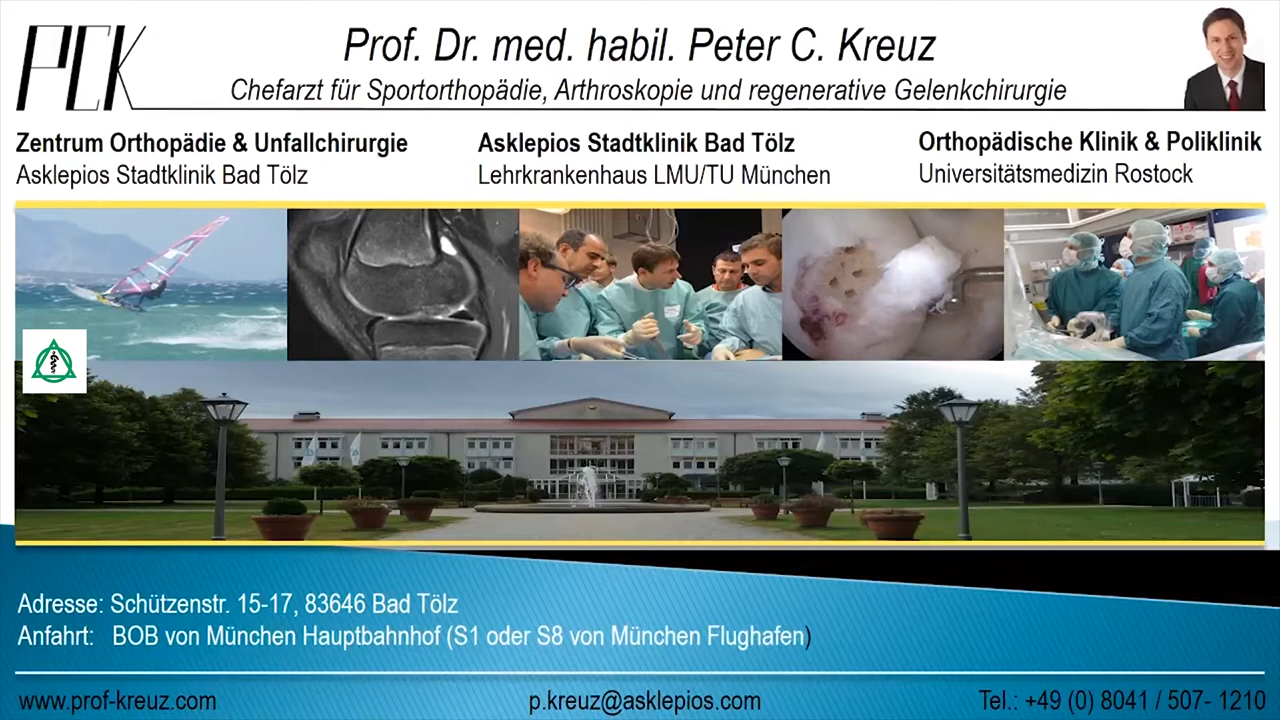 PCK
Prof. Dr. med. habil. Peter C. Kreuz
Chefarzt für Sportorthopädie, Arthroskopie und regenerative Gelenkchirurgie
Zentrum Orthopädie & Unfallchirurgie
Asklepios Stadtklinik Bad Tölz
Asklepios Stadtklinik Bad Tölz
Lehrkrankenhaus LMU/TU München
Orthopädische Klinik & Poliklinik
Universitätsmedizin Rostock
Adresse: Schützenstr. 15-17, 83646 Bad Tölz
Anfahrt: BOB von München Hauptbahnhof (S1 oder S8 von München Flughafen)
www.prof-kreuz.com
p.kreuz@asklepios.com
Tel.: +49 (0) 8041 / 507- 1210